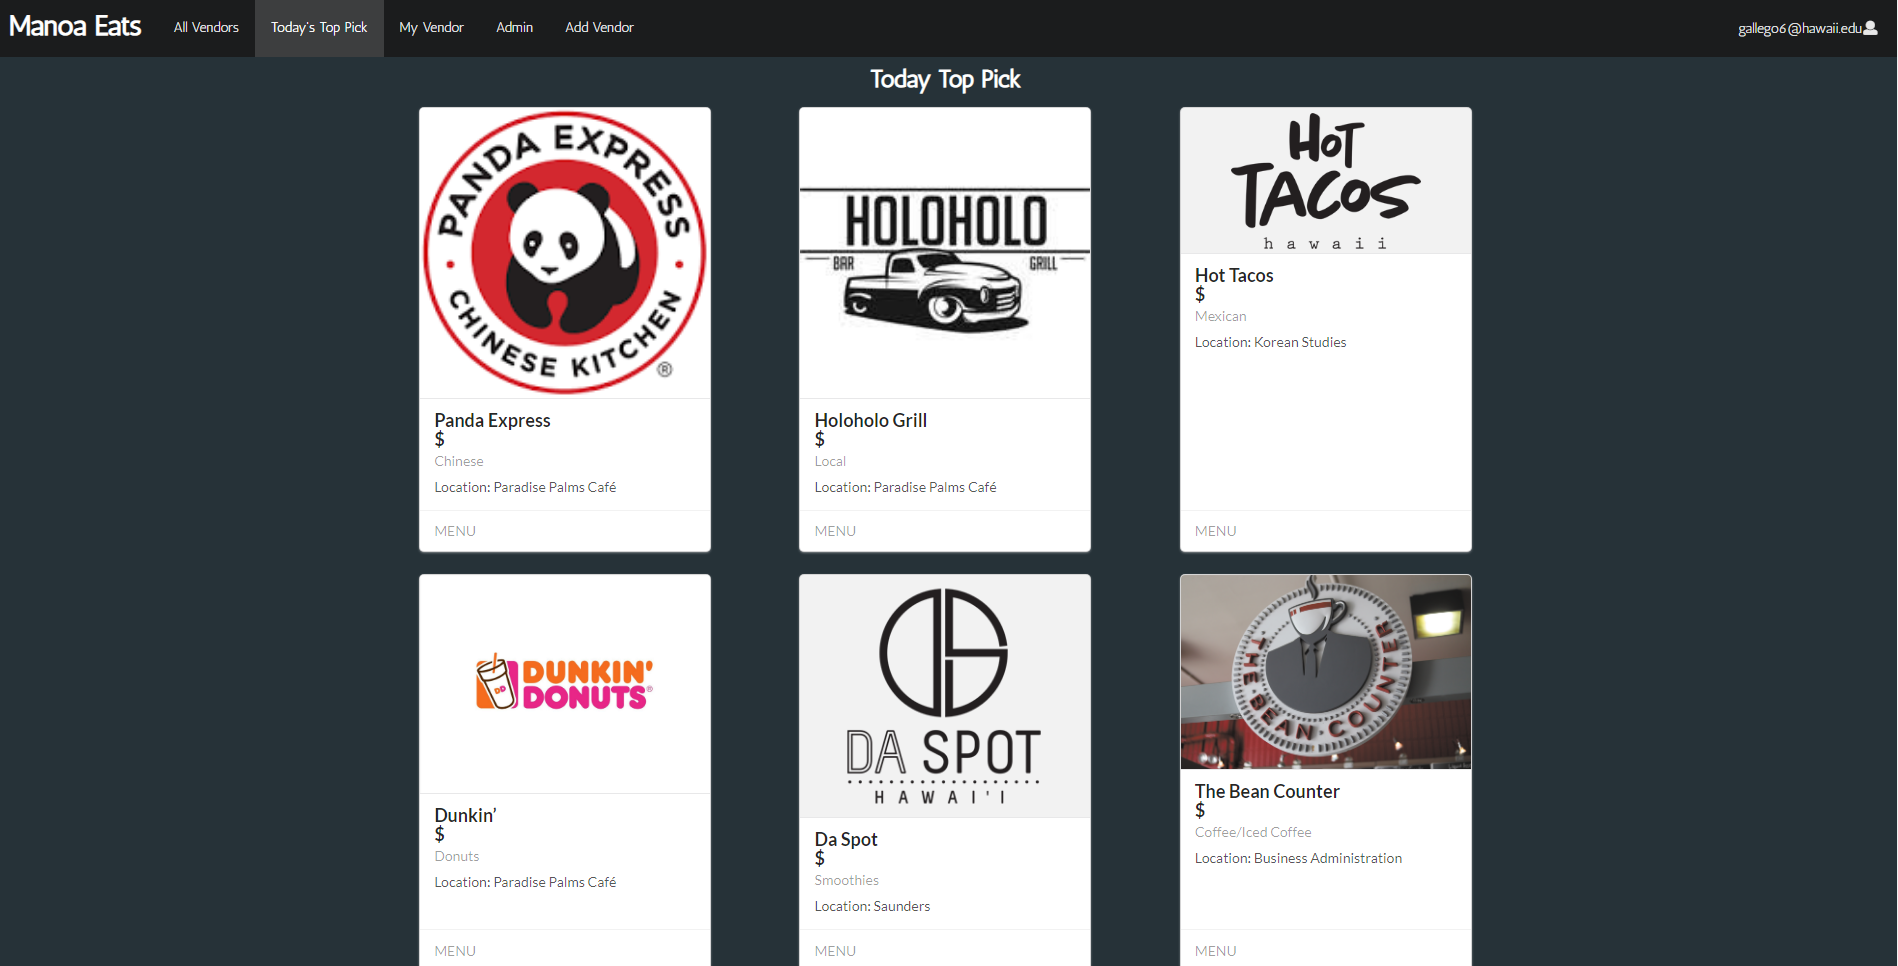 Manoa Eats
All Vendors
Today's Top Pick
My Vendor
Admin
Add Vendor
gallego6@hawaii.edu
Today Top Pick
PANDA EXPRESS
CHINESE KITCHEN
®
Panda Express
$
Chinese
Location: Paradise Palms Café
MENU
HOLOHOLO
BAR GRILL
Holoholo Grill
$
Local
Location: Paradise Palms Café
MENU
HOT
TACOS
hawaii
Hot Tacos
$
Mexican
Location: Korean Studies
MENU
DD
DUNKIN'
DONUTS®
Dunkin’
$
Donuts
Location: Paradise Palms Café
MENU
DS
DA SPOT
HAWAI'I
Da Spot
$
Smoothies
Location: Saunders
MENU
THE BEAN COUNTER
The Bean Counter
$
Coffee/Iced Coffee
Location: Business Administration
MENU